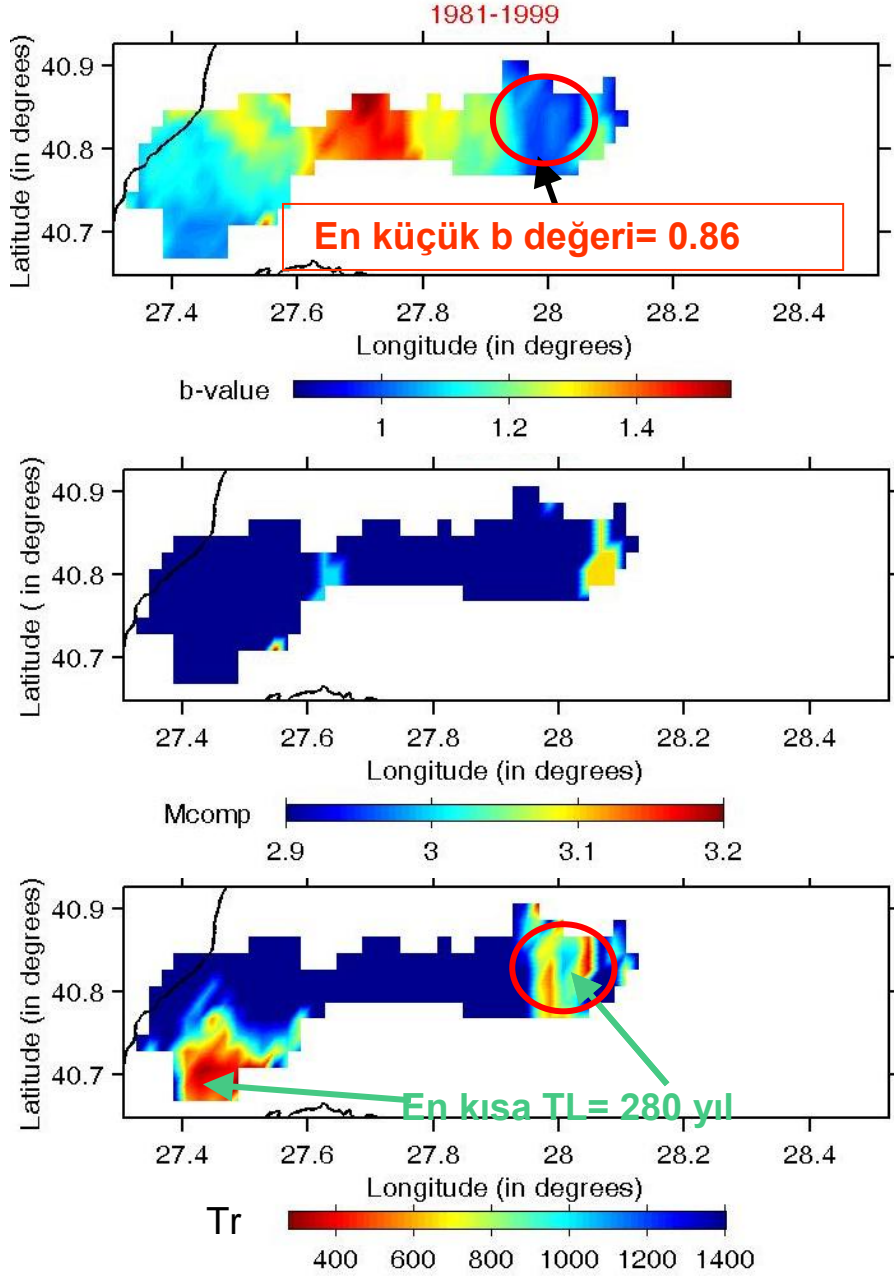 1981-1999
40.9
40.8
40.7
Latitude (in degrees)
En küçük b değeri= 0.86
27.4 27.6 27.8 28 28.2 28.4
Longitude (in degrees)
b-value
1 1.2 1.4
40.9
40.8
40.7
Latitude ( in degrees)
27.4 27.6 27.8 28 28.2 28.4
Longitude (in degrees)
Mcomp
2.9 3 3.1 3.2
40.9
40.8
40.7
Latitude (in degrees)
En kısa TL= 280 yıl
27.4 27.6 27.8 28 28.2 28.4
Longitude (in degrees)
Tr
400 600 800 1000 1200 1400